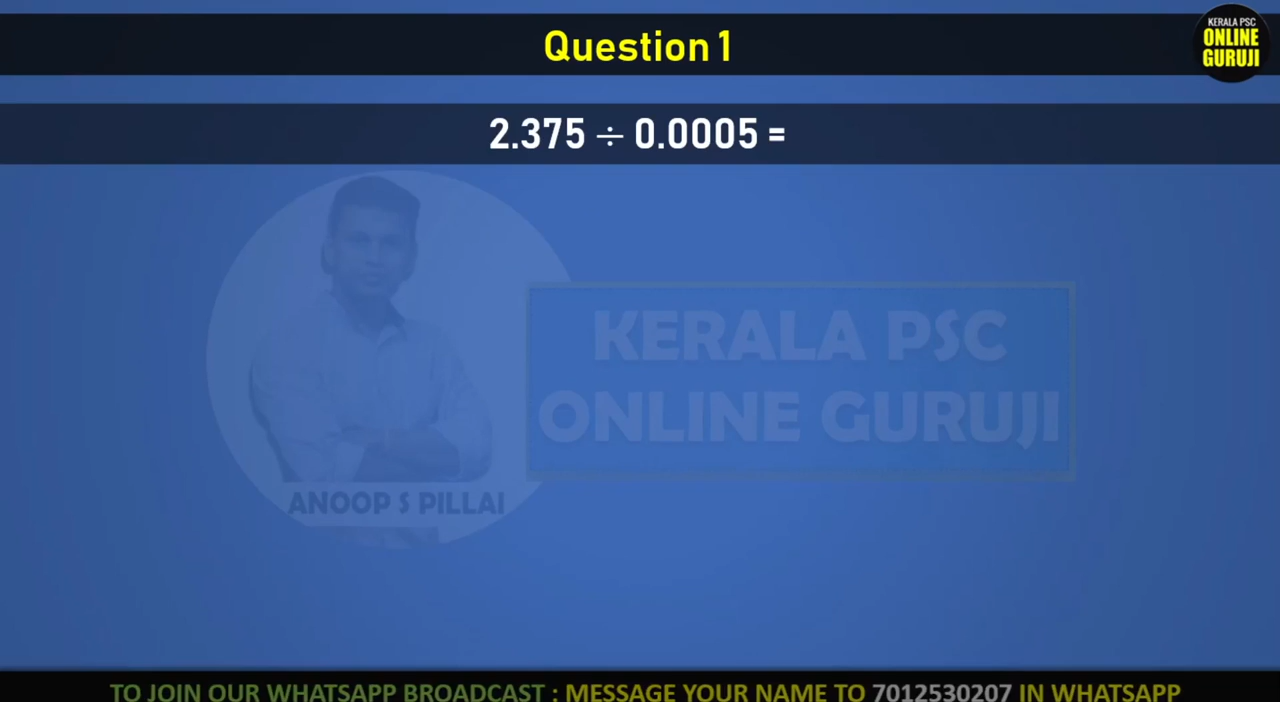 Question 1
KERALA PSC
ONLINE
GURUJI
2.375 ÷ 0.0005 =
KERALA PSC
ONLINE GURUJI
ANOOP S PILLAI
TO JOIN OUR WHATSAPP BROADCAST : MESSAGE YOUR NAME TO 7012530207 IN WHATSAPP